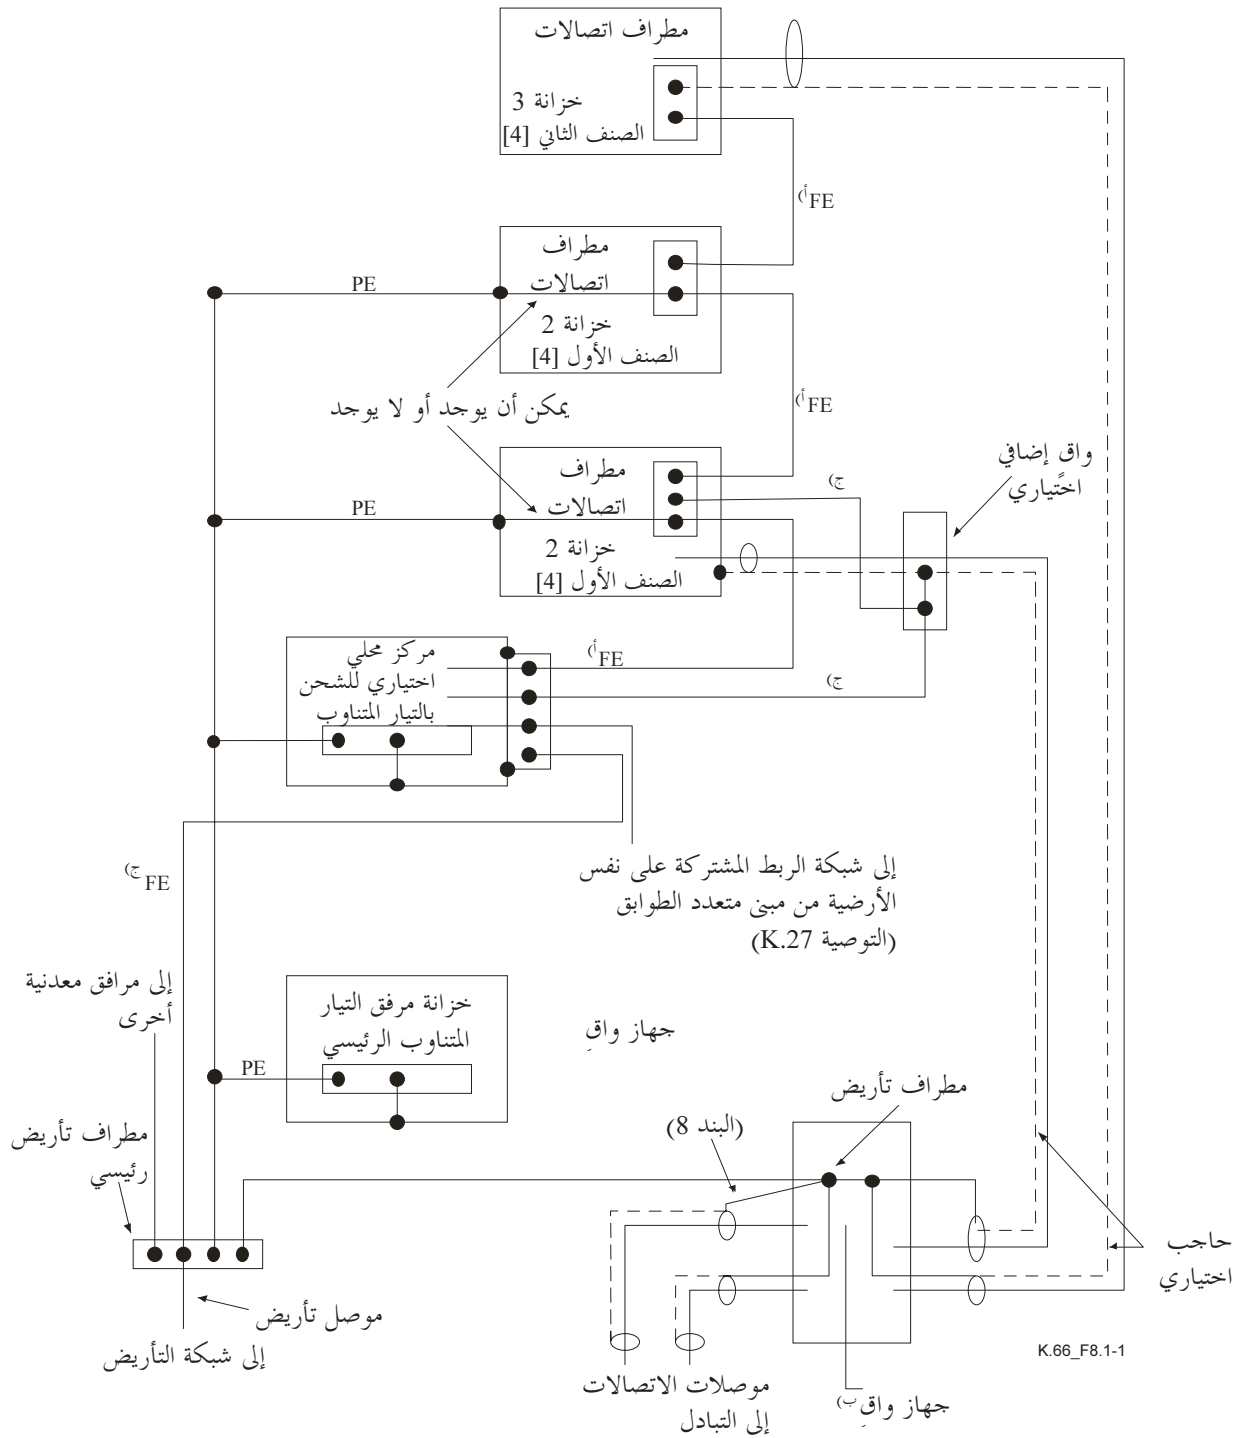 مطراف اتصالات
خزانة 3
الصنف الثاني [4]
FE أ)
مطراف
اتصالات
PE
خزانة 2
الصنف الأول [4]
FE أ)
يمكن أن يوجد أو لا يوجد
واق إضافي
اختياري
مطراف
اتصالات
ج)
PE
خزانة 2
الصنف الأول [4]
مركز محلي
اختياري للشحن
بالتيار المتناوب
FE أ)
ج)
FE ج)
إلى شبكة الربط المشتركة على نفس
الأرضية من مبنى متعدد الطوابق
(التوصية K.27)
إلى مرافق معدنية
أخرى
خزانة مرفق التيار
المتناوب الرئيسي
PE
جهاز واقٍ
مطراف تأريض
(البند 8)
مطراف تأريض
رئيسي
حاجب
اختياري
موصل تأريض
إلى شبكة التأريض
K.66_F8.1-1
موصلات الاتصالات
إلى التبادل
جهاز واقٍ ب)